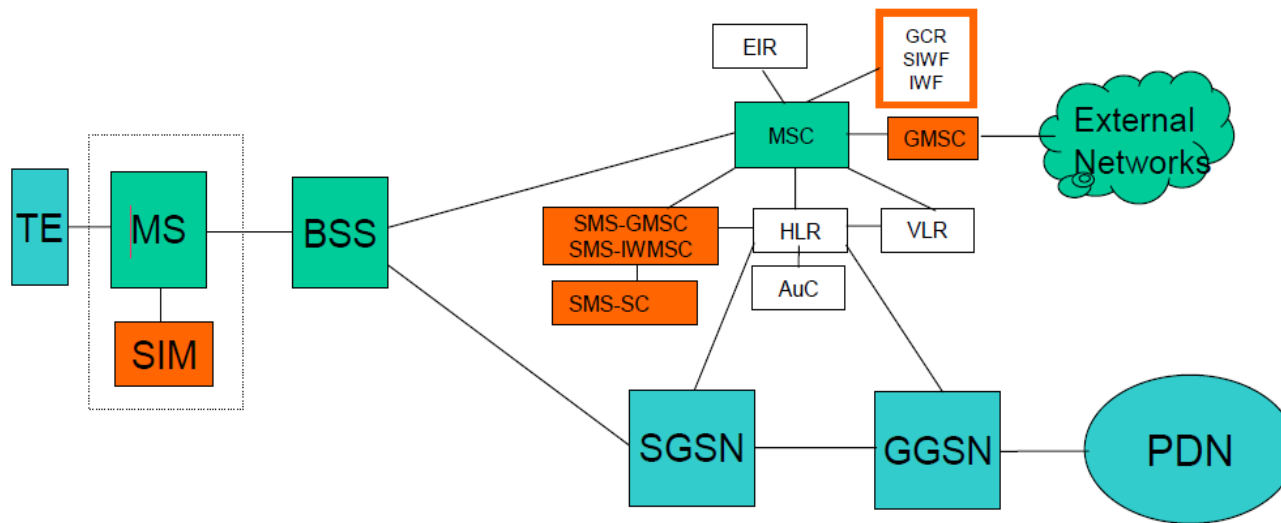 EIR
GCR
SIWF
IWF
MSC
GMSC
External
Networks
TE
MS
BSS
SIM
SMS-GMSC
SMS-IWMSC
HLR
VLR
SMS-SC
AuC
SGSN
GGSN
PDN